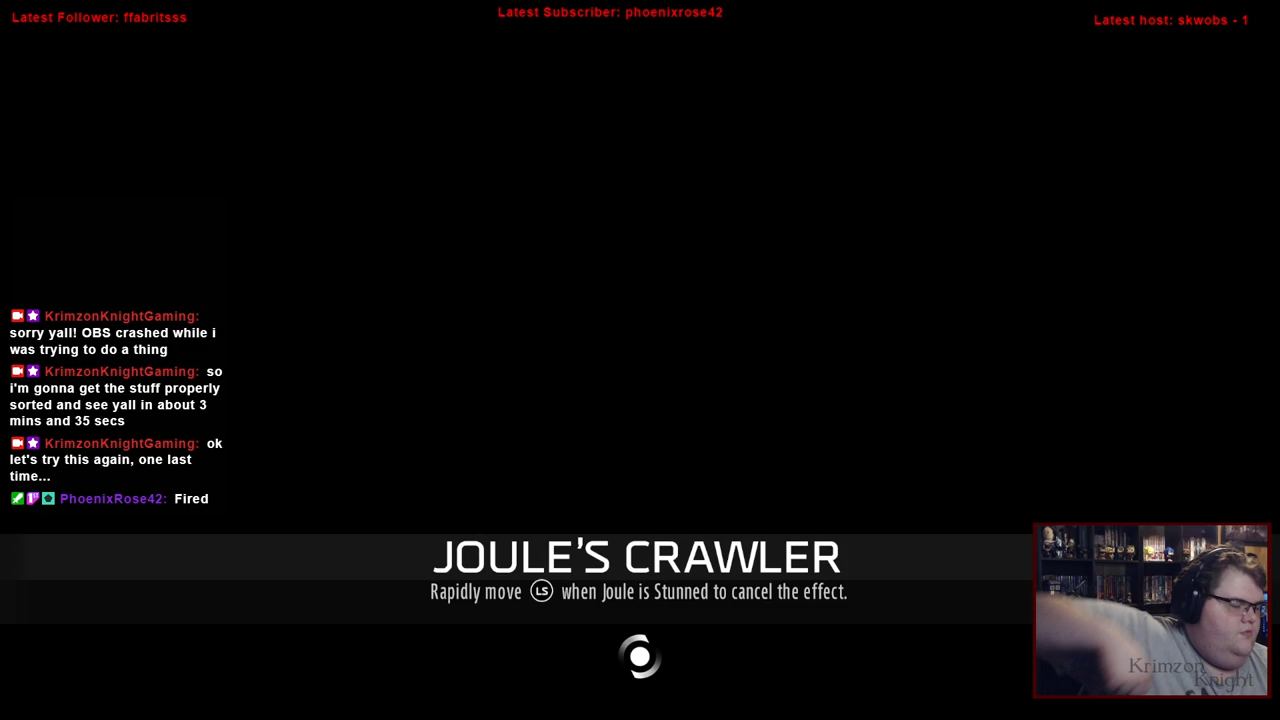 Latest Follower: ffabritsss
Latest Subscriber: phoenixrose42
Latest host: skwobs - 1
KrimzonKnightGaming:
sorry yall! OBS crashed while i
was trying to do a thing
KrimzonKnightGaming: so
i'm gonna get the stuff properly
sorted and see yall in about 3
mins and 35 secs
KrimzonKnightGaming: ok
let's try this again, one last
time...
PhoenixRose42: Fired
JOULE'S CRAWLER
Rapidly move LS when Joule is Stunned to cancel the effect.
Krimzon
Knight